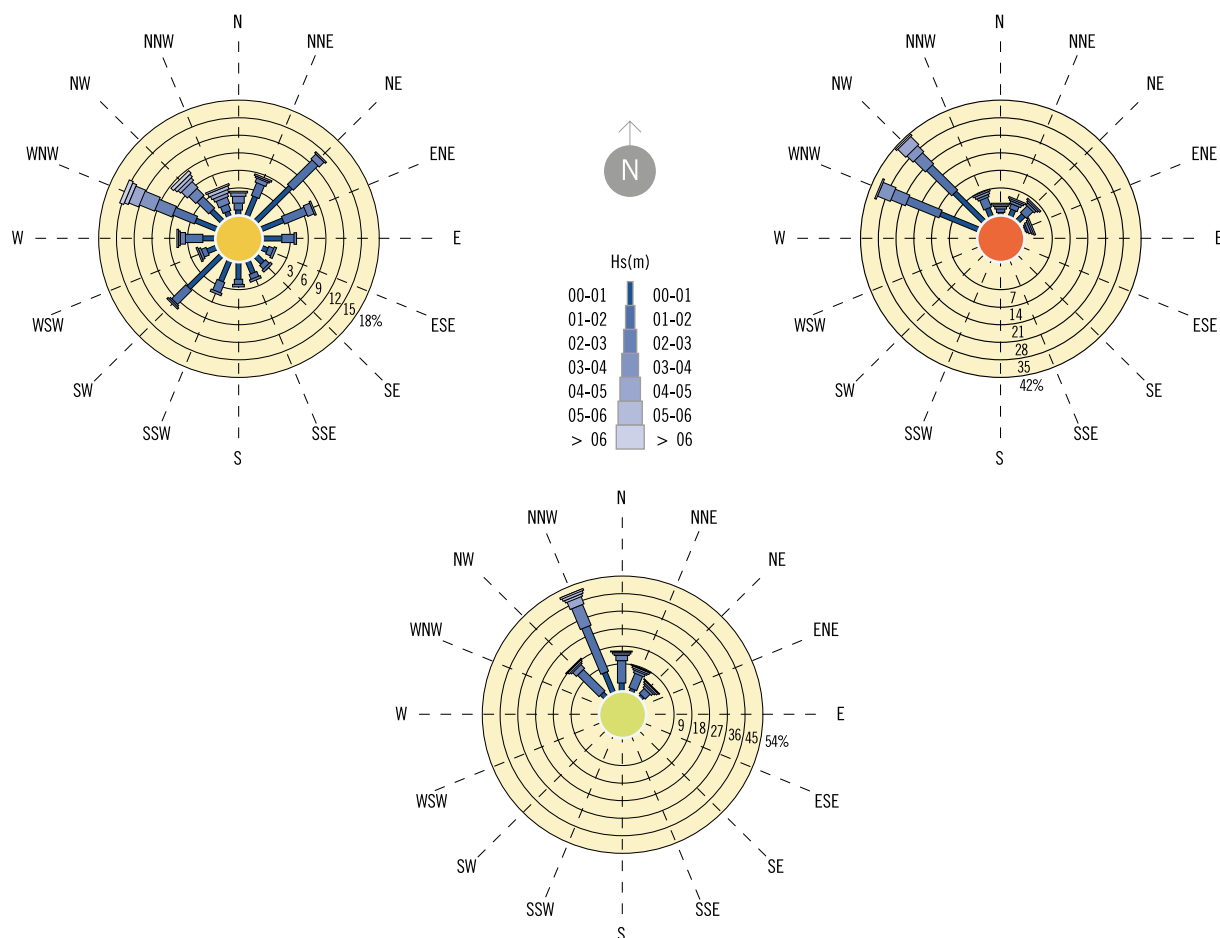 N
NNW
NNE
NW
NE
WNW
ENE
W
E
WSW
ESE
SW
SE
SSW
SSE
S
3
6
9
12
15
18%
N
Hs(m)
00-01 00-01
01-02 01-02
02-03 02-03
03-04 03-04
04-05 04-05
05-06 05-06
> 06 > 06
N
NNW
NNE
NW
NE
WNW
ENE
W
E
WSW
ESE
SW
SE
SSW
SSE
S
7
14
21
28
35
42%
N
NNW
NNE
NW
NE
WNW
ENE
W
E
9 18 27 36 45 54%
WSW
ESE
SW
SE
SSW
SSE
S